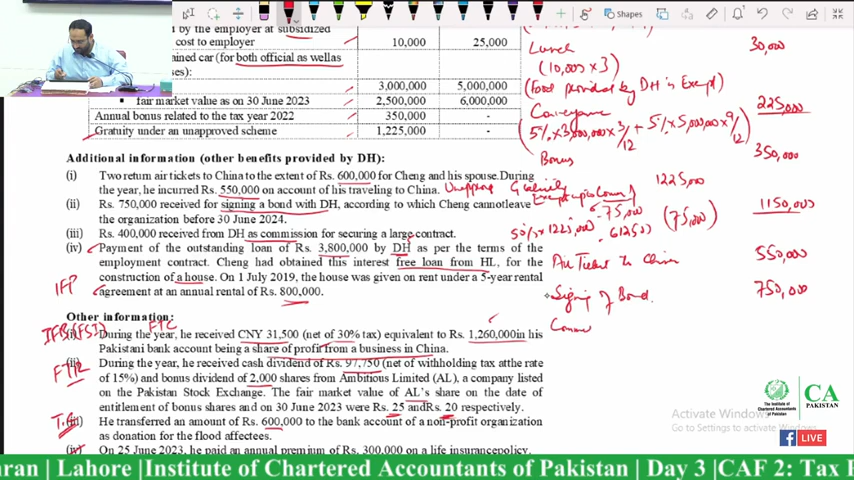 Shapes
d by the employer at subsidized
cost to employer 10,000 25,000
tained car (for both official as wellas
ses):
3,000,000 5,000,000
▪ fair market value as on 30 June 2023 2,500,000 6,000,000
Annual bonus related to the tax year 2022 350,000 -
Gratuity under an unapproved scheme 1,225,000 -
Additional information (other benefits provided by DH):
(i) Two return air tickets to China to the extent of Rs. 600,000 for Cheng and his spouse. During
the year, he incurred Rs. 550,000 on account of his traveling to China.
(ii) Rs. 750,000 received for signing a bond with DH, according to which Cheng cannotleave
the organization before 30 June 2024.
(iii) Rs. 400,000 received from DH as commission for securing a large contract.
(iv) Payment of the outstanding loan of Rs. 3,800,000 by DH as per the terms of the
employment contract. Cheng had obtained this interest free loan from HL, for
the construction of a house. On 1 July 2019, the house was given on rent under a 5-year rental
agreement at an annual rental of Rs. 800,000.
IFP
Other information:
FTC
IFB (FSI)
(i) During the year, he received CNY 31,500 (net of 30% tax) equivalent to Rs. 1,260,000in his
Pakistani bank account being a share of profit from a business in China.
FTR
(ii) During the year, he received cash dividend of Rs. 97,750 (net of withholding tax atthe rate
of 15%) and bonus dividend of 2,000 shares from Ambitious Limited (AL), a company listed
on the Pakistan Stock Exchange. The fair market value of AL's share on the date of
entitlement of bonus shares and on 30 June 2023 were Rs. 25 andRs. 20 respectively.
T.C
(iii) He transferred an amount of Rs. 600,000 to the bank account of a non-profit organization
as donation for the flood affectees.
(iv) On 25 June 2023, he paid an annual premium of Rs. 300,000 on a life insurancepolicy.
Lunch 30,000
(10,000 x 3)
(Food provided by DH is Exempt)
Conveyance 225,000
(5% x 3,000,000 x 3/12 + 5% x 5,000,000 x 9/12)
Bonus 350,000
Gratuity 1225,000
75,000
50% x 1225,000 - 612500 (75,000) 1150,000
Air Ticket to China 550,000
Signing of Bond 750,000
Comm
Activate Windows
Go to Settings to activate Windows.
The Institute of
Chartered Accountants
of Pakistan
CA
PAKISTAN
LIVE
aran | Lahore |Institute of Chartered Accountants of Pakistan | Day 3 |CAF 2: Tax P